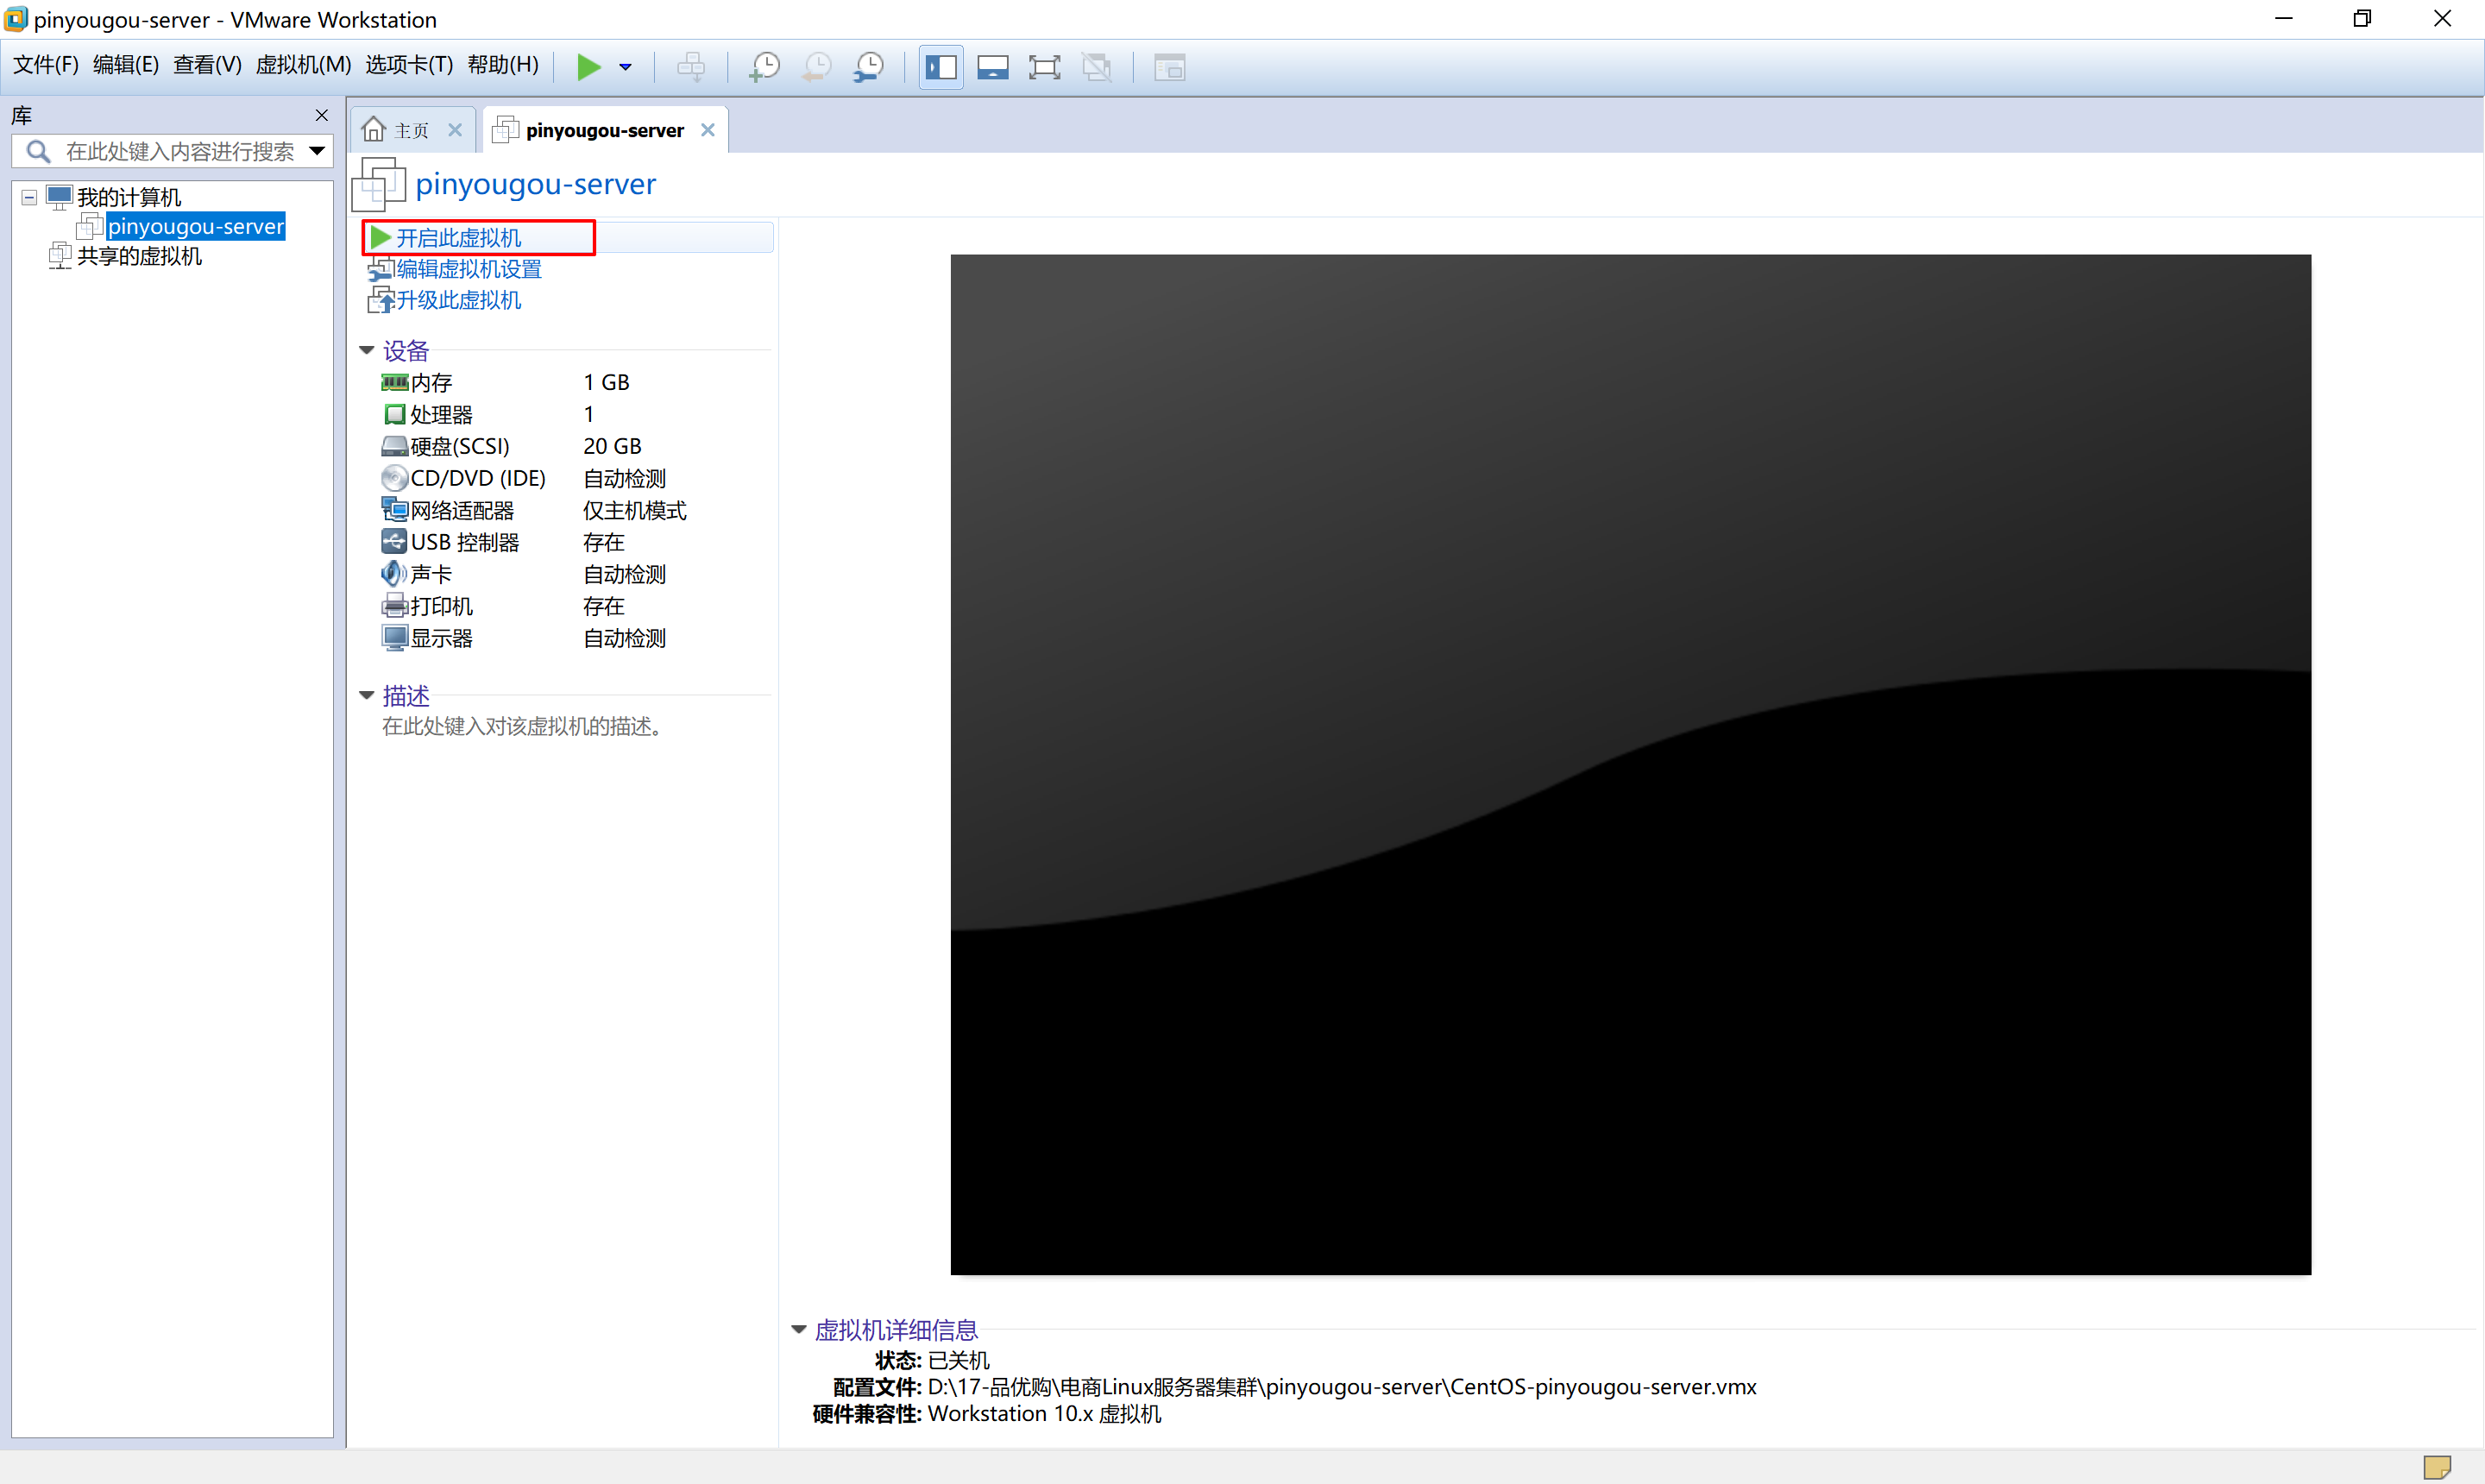 pinyougou-server - VMware Workstation
文件(F) 编辑(E) 查看(V) 虚拟机(M) 选项卡(T) 帮助(H)
库
在此处键入内容进行搜索
我的计算机
pinyougou-server
共享的虚拟机
主页
pinyougou-server
pinyougou-server
开启此虚拟机
编辑虚拟机设置
升级此虚拟机
设备
内存 1 GB
处理器 1
硬盘(SCSI) 20 GB
CD/DVD (IDE) 自动检测
网络适配器 仅主机模式
USB 控制器 存在
声卡 自动检测
打印机 存在
显示器 自动检测
描述
在此处键入对该虚拟机的描述。
虚拟机详细信息
状态: 已关机
配置文件: D:\17-品优购\电商Linux服务器集群\pinyougou-server\CentOS-pinyougou-server.vmx
硬件兼容性: Workstation 10.x 虚拟机